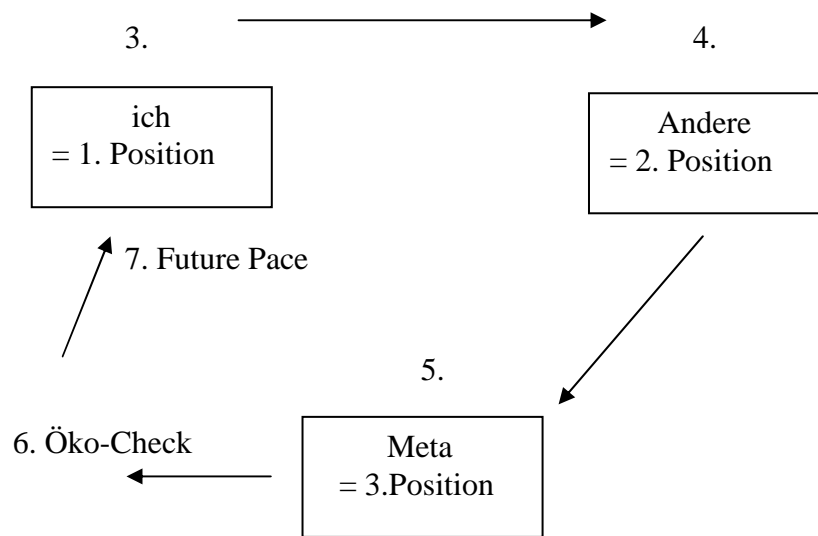 3.
4.
ich
= 1. Position
Andere
= 2. Position
7. Future Pace
5.
6. Öko-Check
Meta
= 3.Position